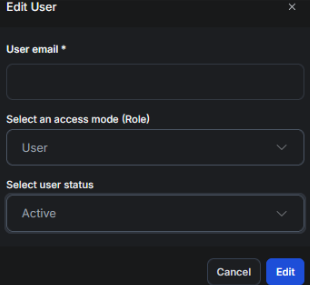 Edit User
User email *
Select an access mode (Role)
User
Select user status
Active
Cancel
Edit